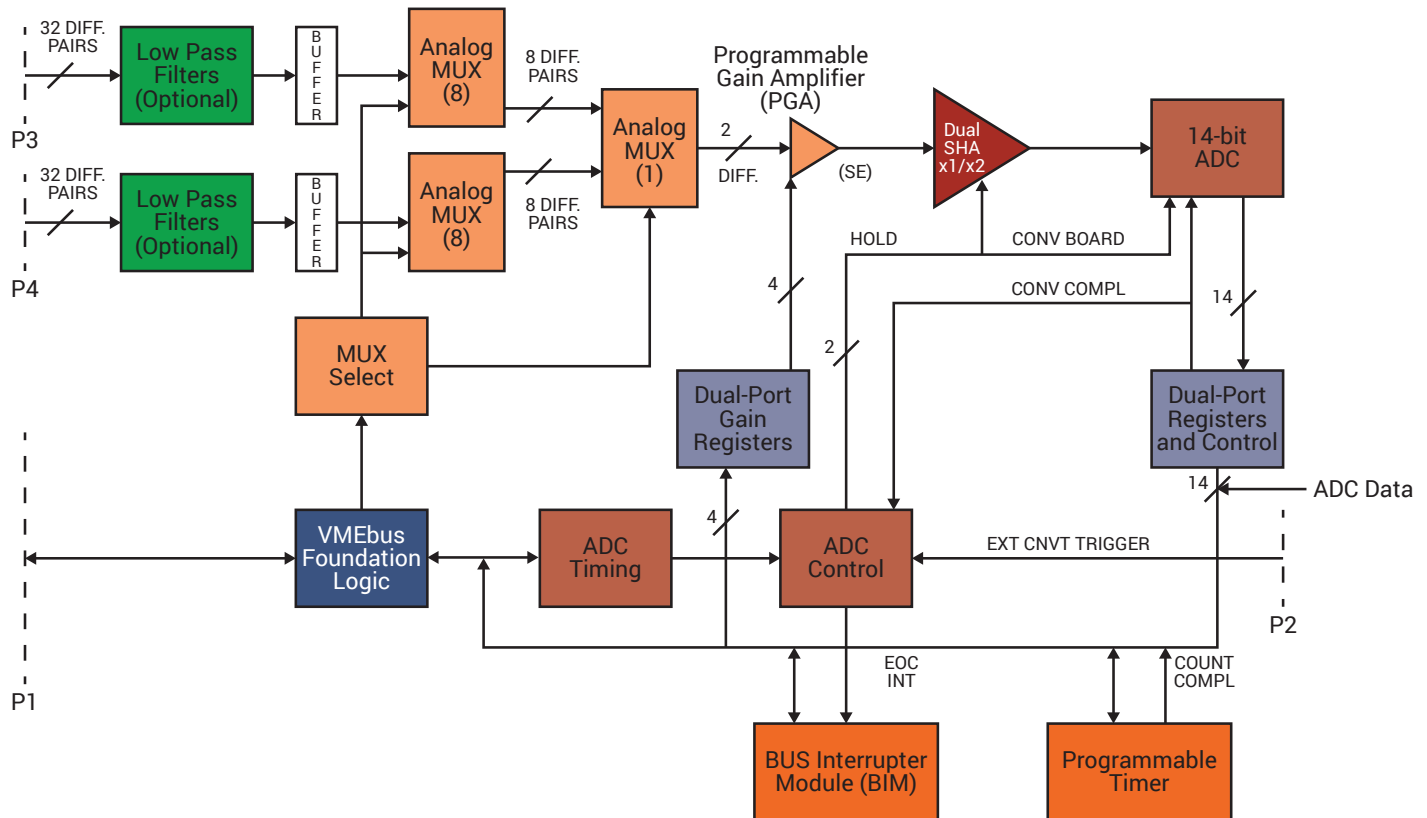 32 DIFF.
PAIRS
Low Pass
Filters
(Optional)
B
U
F
F
E
R
Analog
MUX
(8)
8 DIFF.
PAIRS
Programmable
Gain Amplifier
(PGA)
P3
Analog
MUX
(1)
2
DIFF.
(SE)
Dual
SHA
x1/x2
14-bit
ADC
32 DIFF.
PAIRS
Low Pass
Filters
(Optional)
B
U
F
F
E
R
Analog
MUX
(8)
8 DIFF.
PAIRS
P4
HOLD
CONV BOARD
4
CONV COMPL
14
2
MUX
Select
Dual-Port
Gain
Registers
Dual-Port
Registers
and Control
14
ADC Data
4
VMEbus
Foundation
Logic
ADC
Timing
ADC
Control
EXT CNVT TRIGGER
P2
P1
EOC
INT
COUNT
COMPL
BUS Interrupter
Module (BIM)
Programmable
Timer